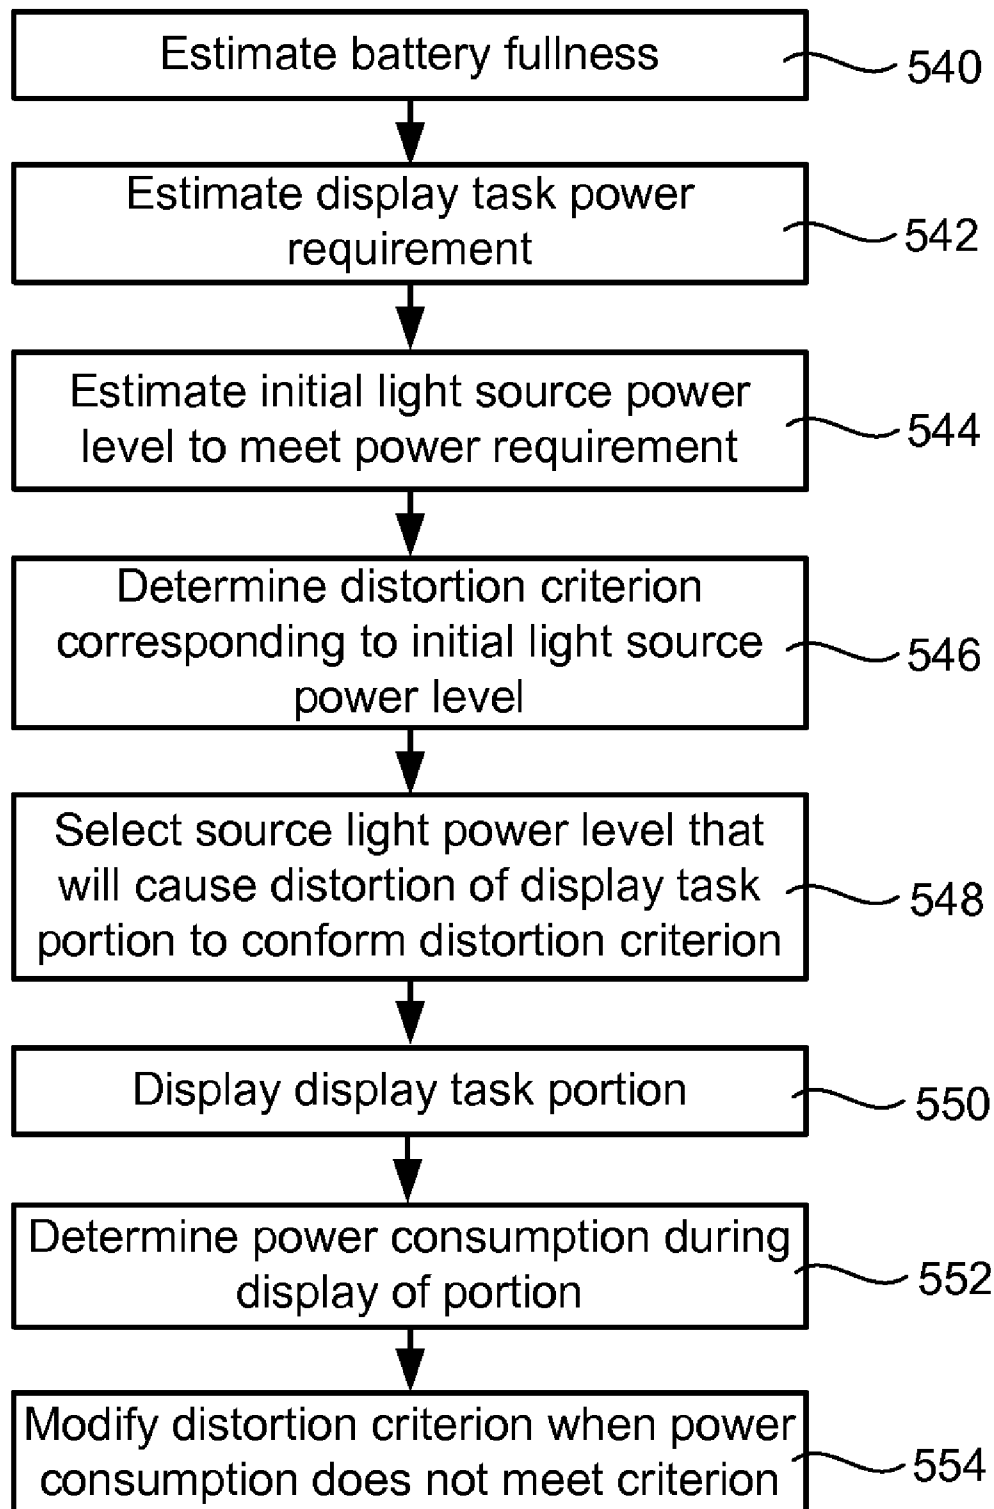 Estimate battery fullness
540
Estimate display task power
requirement
542
Estimate initial light source power
level to meet power requirement
544
Determine distortion criterion
corresponding to initial light source
power level
546
Select source light power level that
will cause distortion of display task
portion to conform distortion criterion
548
Display display task portion
550
Determine power consumption during
display of portion
552
Modify distortion criterion when power
consumption does not meet criterion
554